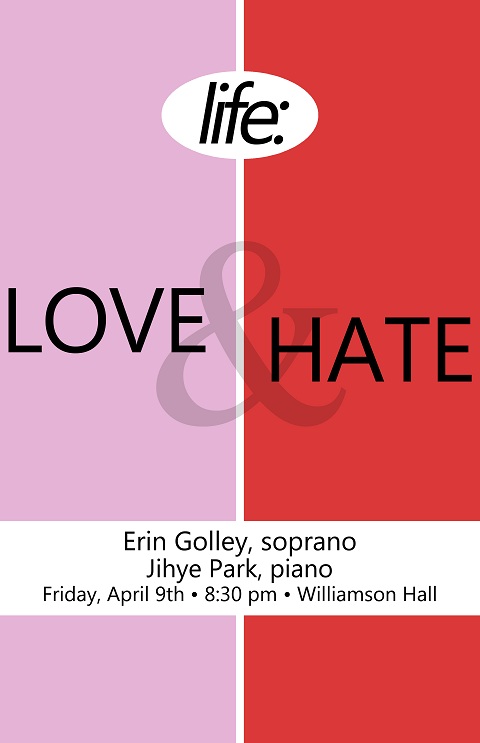 life:
LOVE
&
HATE
Erin Golley, soprano
Jihye Park, piano
Friday, April 9th • 8:30 pm • Williamson Hall